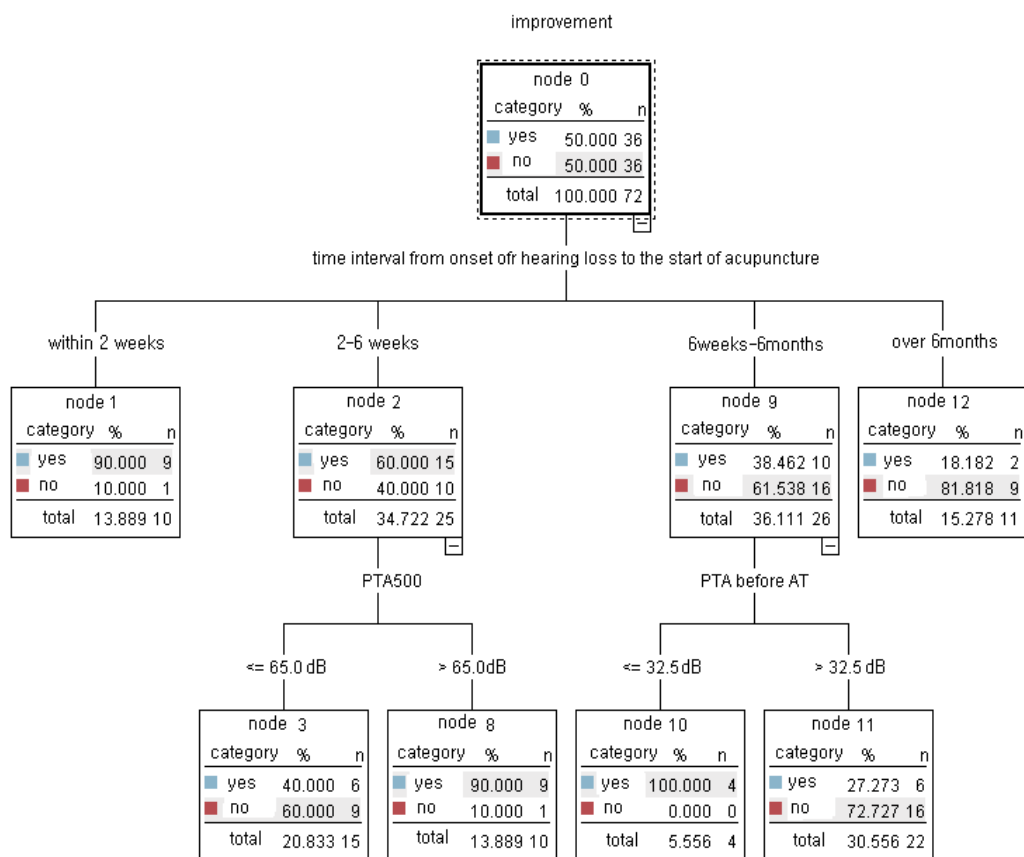 improvement
node 0
category % n
yes 50.000 36
no 50.000 36
total 100.000 72
time interval from onset ofr hearing loss to the start of acupuncture
within 2 weeks
2-6 weeks
6weeks-6months
over 6months
node 1
category % n
yes 90.000 9
no 10.000 1
total 13.889 10
node 2
category % n
yes 60.000 15
no 40.000 10
total 34.722 25
node 9
category % n
yes 38.462 10
no 61.538 16
total 36.111 26
node 12
category % n
yes 18.182 2
no 81.818 9
total 15.278 11
PTA500
PTA before AT
<= 65.0 dB
> 65.0dB
<= 32.5 dB
> 32.5 dB
node 3
category % n
yes 40.000 6
no 60.000 9
total 20.833 15
node 8
category % n
yes 90.000 9
no 10.000 1
total 13.889 10
node 10
category % n
yes 100.000 4
no 0.000 0
total 5.556 4
node 11
category % n
yes 27.273 6
no 72.727 16
total 30.556 22